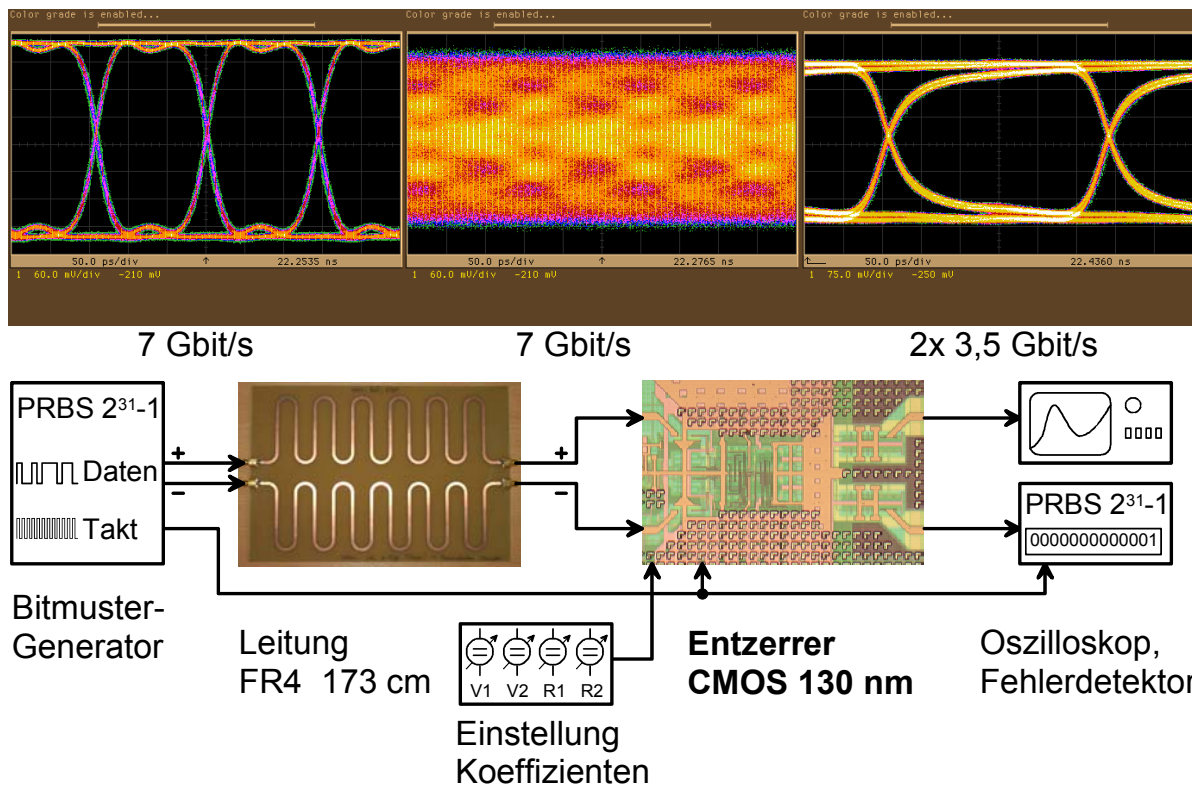 Color grade is enabled...
Color grade is enabled...
Color grade is enabled...
50.0 ps/div ↑ 22.2535 ns
50.0 ps/div ↑ 22.2765 ns
50.0 ps/div 22.4360 ns
1 60.0 mV/div -210 mV
1 60.0 mV/div -210 mV
1 75.0 mV/div -250 mV
7 Gbit/s
7 Gbit/s
2x 3,5 Gbit/s
PRBS 2³¹-1
Daten
Takt
+
−
+
−
PRBS 2³¹-1
0000000000001
Bitmuster-
Generator
Leitung
FR4 173 cm
V1 V2 R1 R2
Einstellung
Koeffizienten
Entzerrer
CMOS 130 nm
Oszilloskop,
Fehlerdetektor